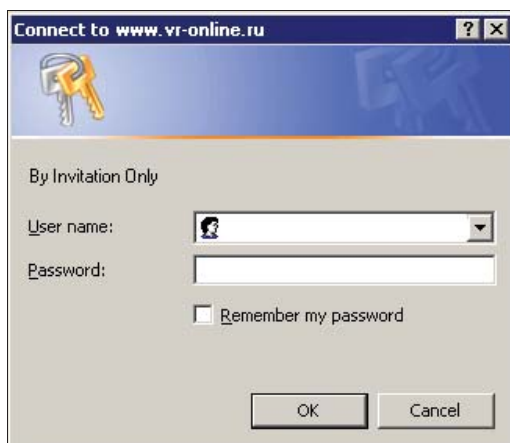 Connect to www.vr-online.ru
By Invitation Only
User name:
Password:
Remember my password
OK Cancel